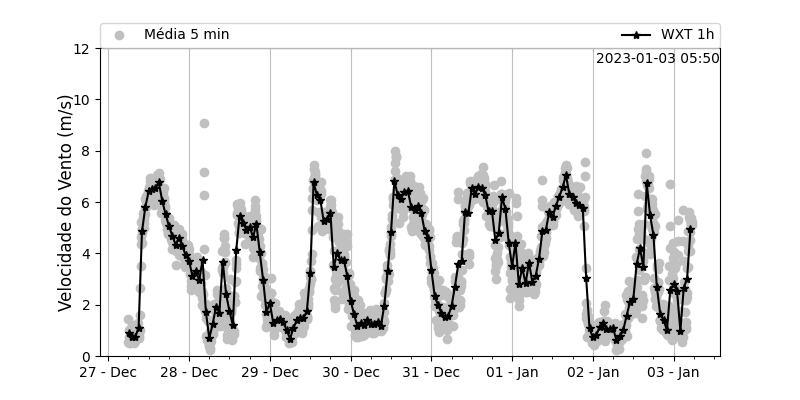 Média 5 min
WXT 1h
2023-01-03 05:50
Velocidade do Vento (m/s)
12
10
8
6
4
2
0
27 - Dec
28 - Dec
29 - Dec
30 - Dec
31 - Dec
01 - Jan
02 - Jan
03 - Jan